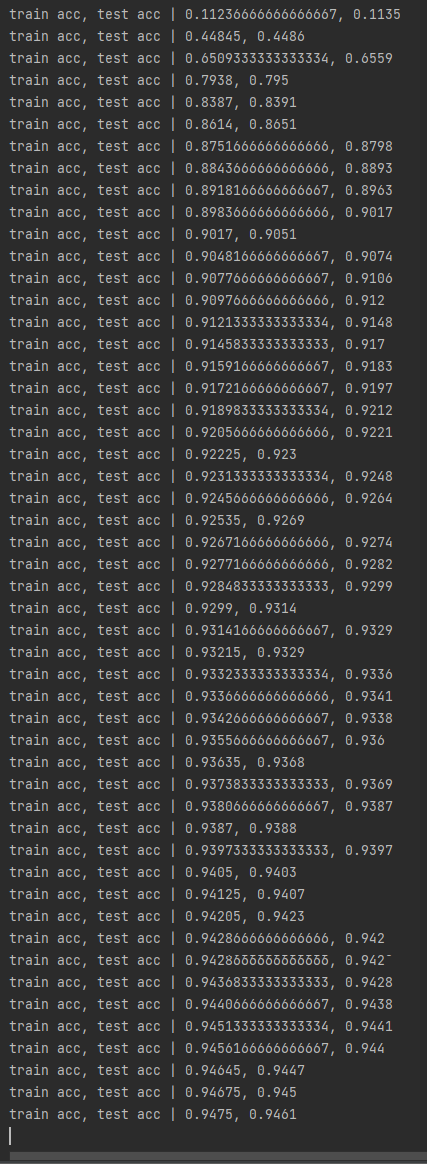 train acc, test acc | 0.11236666666666667, 0.1135
train acc, test acc | 0.44845, 0.4486
train acc, test acc | 0.6509333333333334, 0.6559
train acc, test acc | 0.7938, 0.795
train acc, test acc | 0.8387, 0.8391
train acc, test acc | 0.8614, 0.8651
train acc, test acc | 0.8751666666666666, 0.8798
train acc, test acc | 0.8843666666666666, 0.8893
train acc, test acc | 0.8918166666666667, 0.8963
train acc, test acc | 0.8983666666666666, 0.9017
train acc, test acc | 0.9017, 0.9051
train acc, test acc | 0.9048166666666667, 0.9074
train acc, test acc | 0.9077666666666667, 0.9106
train acc, test acc | 0.9097666666666666, 0.912
train acc, test acc | 0.9121333333333334, 0.9148
train acc, test acc | 0.9145833333333333, 0.917
train acc, test acc | 0.9159166666666667, 0.9183
train acc, test acc | 0.9172166666666667, 0.9197
train acc, test acc | 0.9189833333333334, 0.9212
train acc, test acc | 0.9205666666666666, 0.9221
train acc, test acc | 0.92225, 0.923
train acc, test acc | 0.9231333333333334, 0.9248
train acc, test acc | 0.9245666666666666, 0.9264
train acc, test acc | 0.92535, 0.9269
train acc, test acc | 0.9267166666666666, 0.9274
train acc, test acc | 0.9277166666666666, 0.9282
train acc, test acc | 0.9284833333333333, 0.9299
train acc, test acc | 0.9299, 0.9314
train acc, test acc | 0.9314166666666667, 0.9329
train acc, test acc | 0.93215, 0.9329
train acc, test acc | 0.9332333333333334, 0.9336
train acc, test acc | 0.9336666666666666, 0.9341
train acc, test acc | 0.9342666666666667, 0.9338
train acc, test acc | 0.9355666666666667, 0.936
train acc, test acc | 0.93635, 0.9368
train acc, test acc | 0.9373833333333333, 0.9369
train acc, test acc | 0.9380666666666667, 0.9387
train acc, test acc | 0.9387, 0.9388
train acc, test acc | 0.9397333333333333, 0.9397
train acc, test acc | 0.9405, 0.9403
train acc, test acc | 0.94125, 0.9407
train acc, test acc | 0.94205, 0.9423
train acc, test acc | 0.9428666666666666, 0.942
train acc, test acc |
train acc, test acc | 0.9436833333333333, 0.9428
train acc, test acc | 0.9440666666666667, 0.9438
train acc, test acc | 0.9451333333333334, 0.9441
train acc, test acc | 0.9456166666666667, 0.944
train acc, test acc | 0.94645, 0.9447
train acc, test acc | 0.94675, 0.945
train acc, test acc | 0.9475, 0.9461